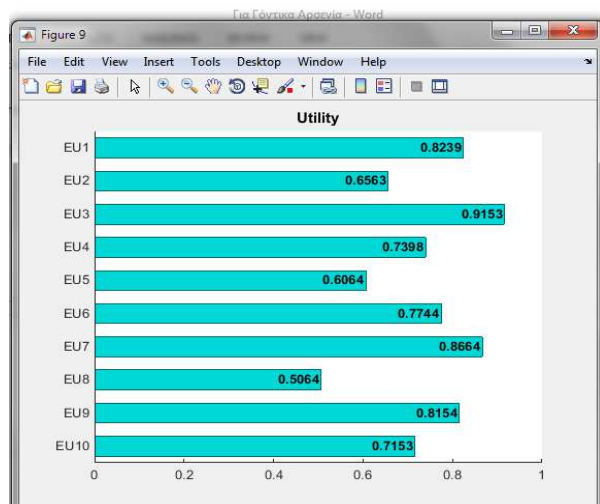 Για Γόντικα Αρσενία - Word
Figure 9
File Edit View Insert Tools Desktop Window Help
Utility
EU1 0.8239
EU2 0.6563
EU3 0.9153
EU4 0.7398
EU5 0.6064
EU6 0.7744
EU7 0.8664
EU8 0.5064
EU9 0.8154
EU10 0.7153
0 0.2 0.4 0.6 0.8 1